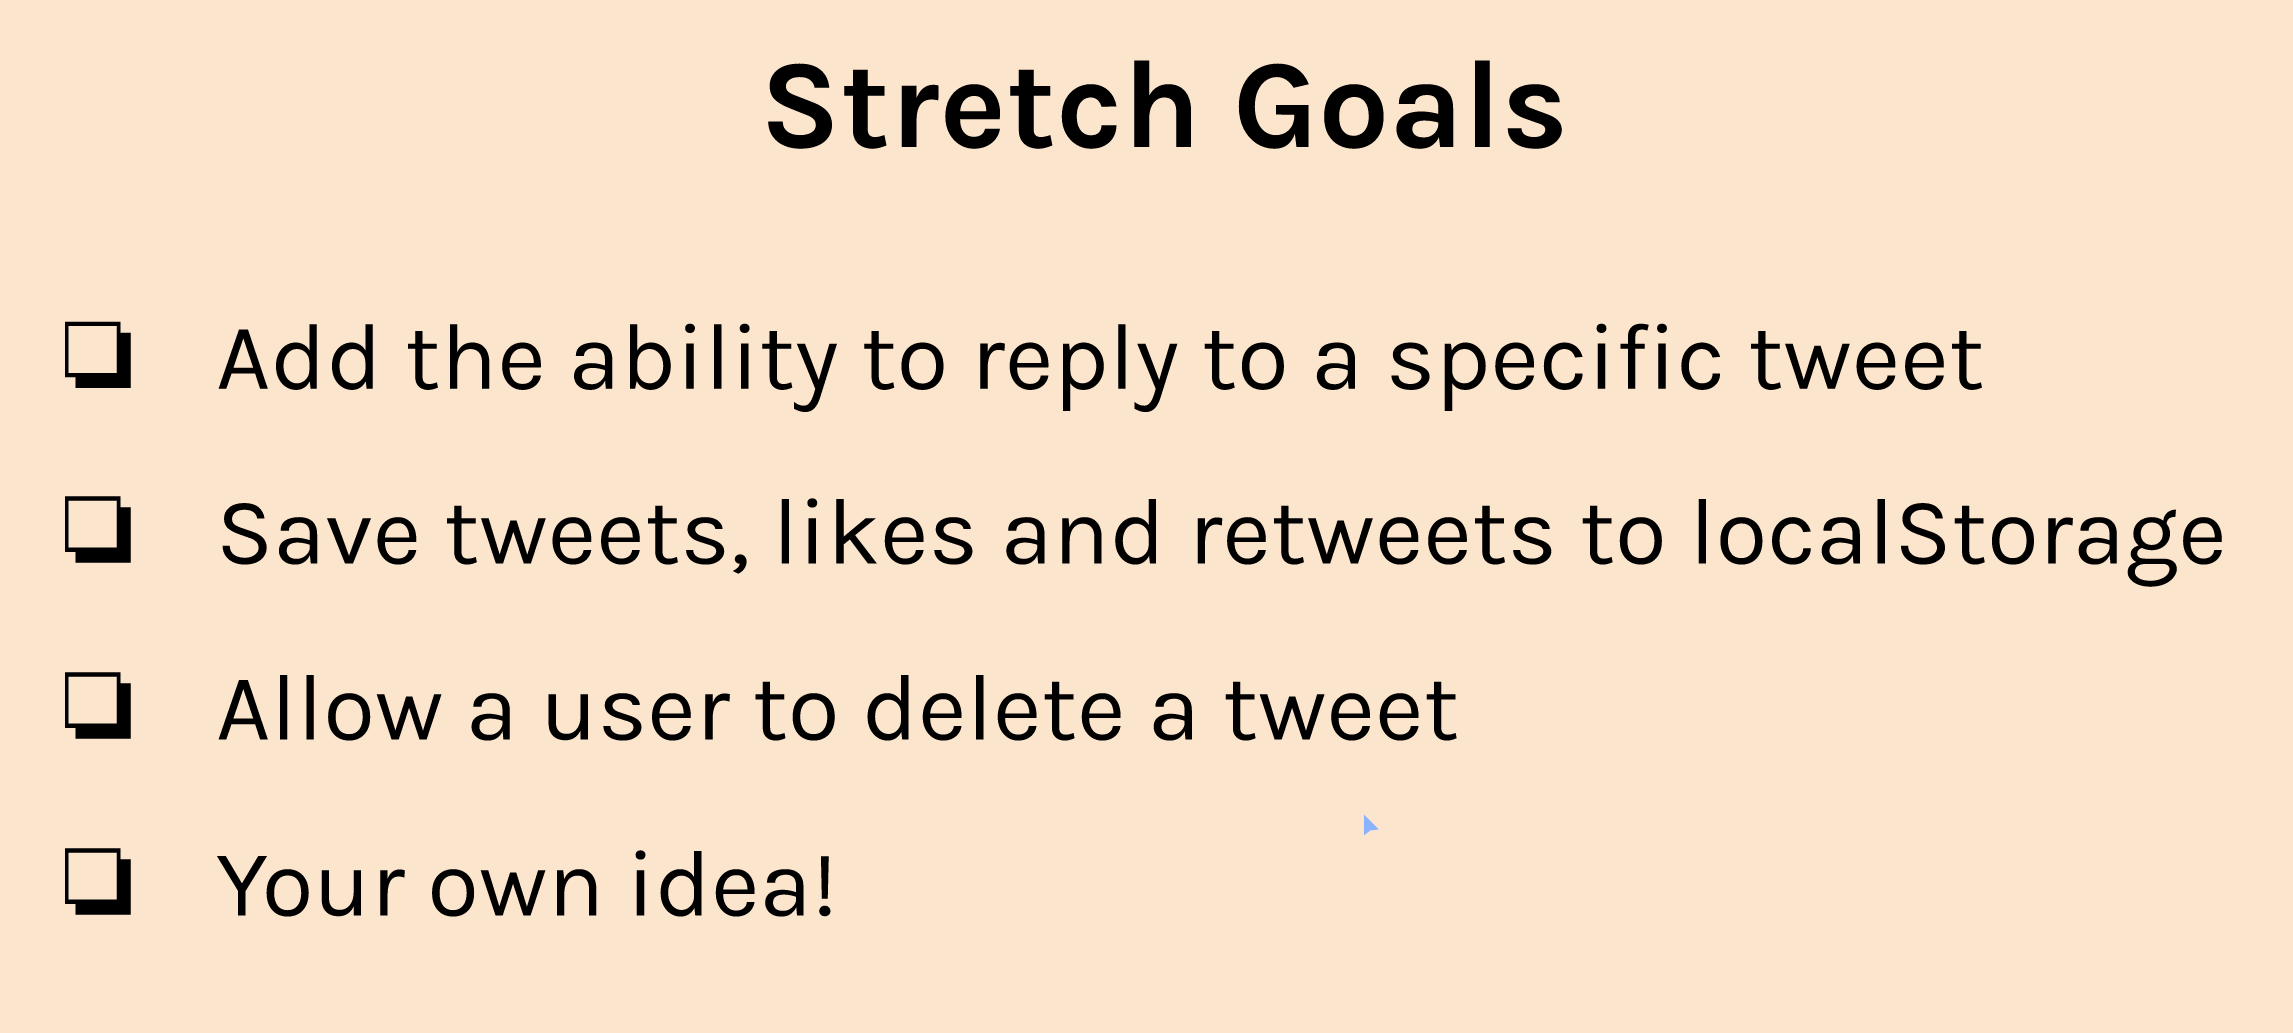 Stretch Goals
❏ Add the ability to reply to a specific tweet
❏ Save tweets, likes and retweets to localStorage
❏ Allow a user to delete a tweet
❏ Your own idea!